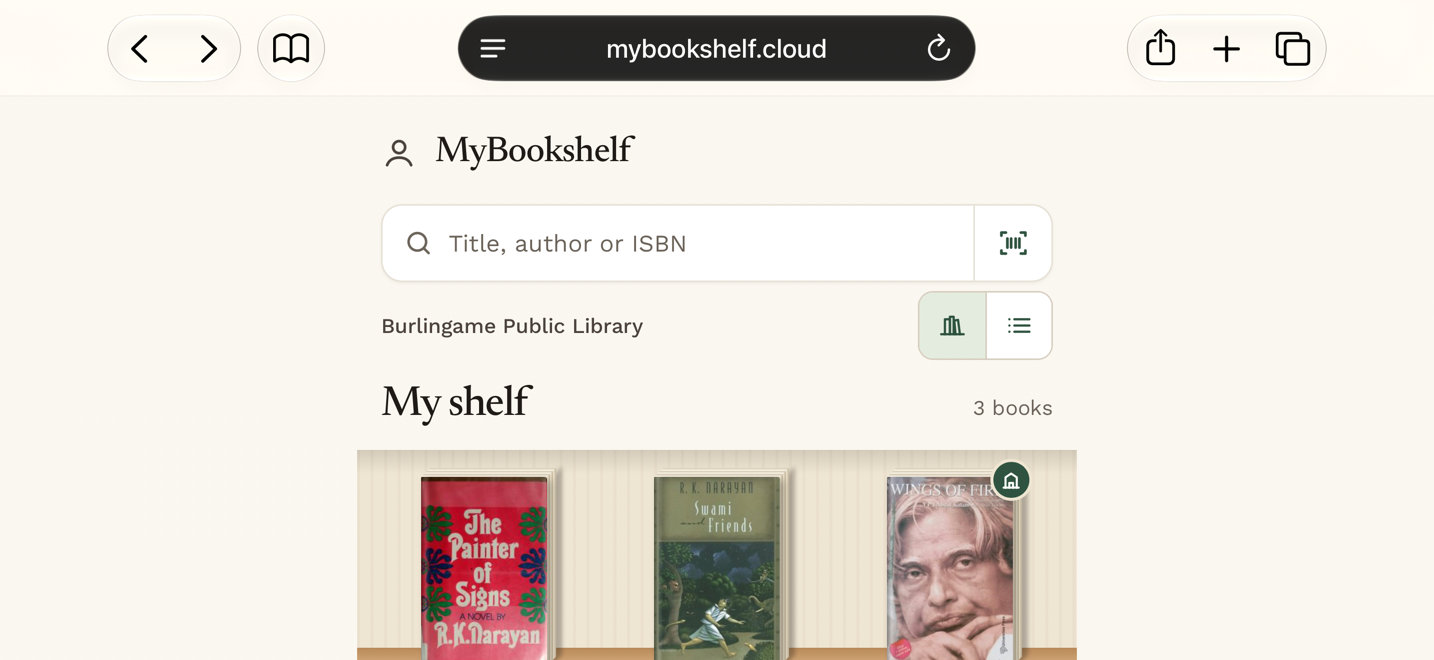 mybookshelf.cloud
MyBookshelf
Title, author or ISBN
Burlingame Public Library
My shelf
3 books
The
Painter
of
Signs
A NOVEL BY
R.K.Narayan
R. K. NARAYAN
Swami
and
Friends
WINGS OF FIR